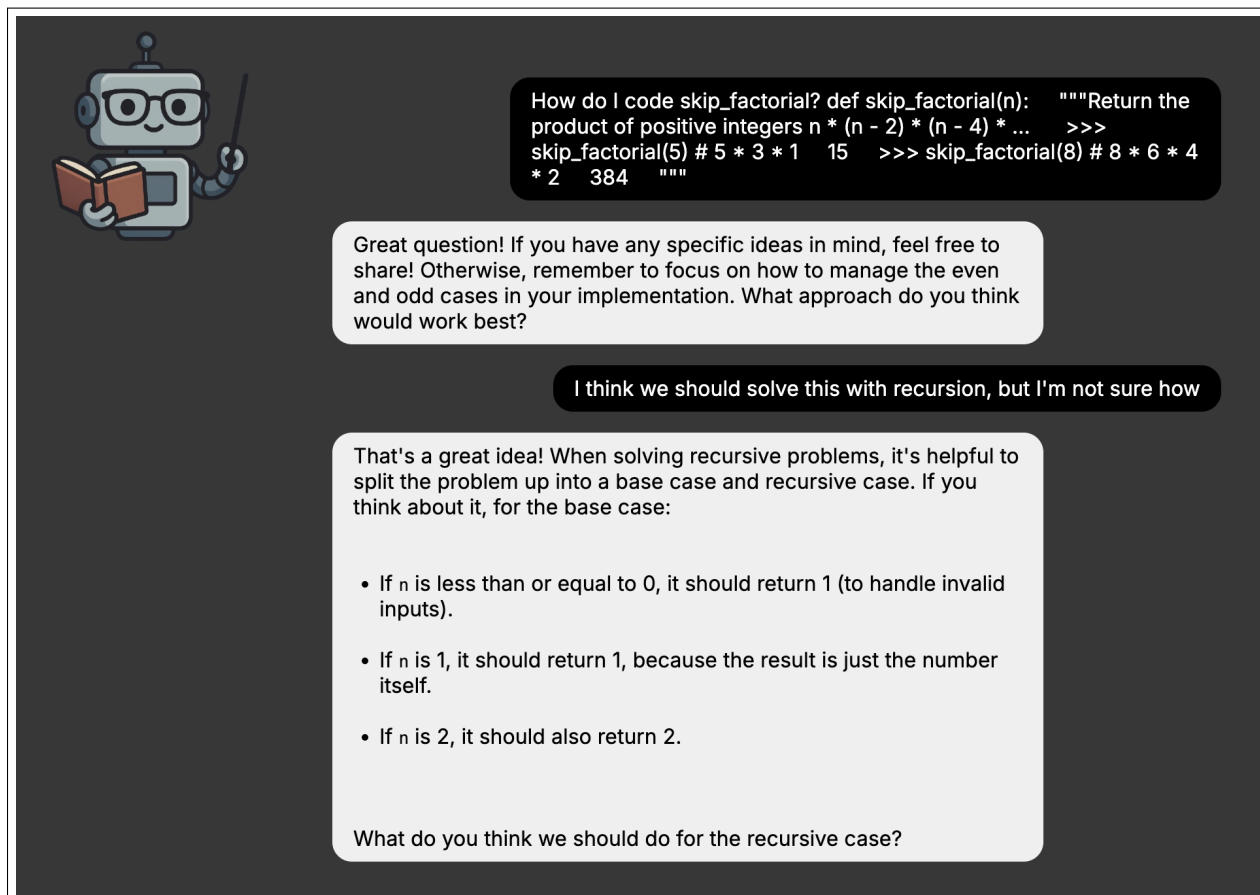 How do I code skip_factorial? def skip_factorial(n):     """Return the
product of positive integers n * (n - 2) * (n - 4) * ...      >>>
skip_factorial(5) # 5 * 3 * 1     15     >>> skip_factorial(8) # 8 * 6 * 4
* 2     384     """
Great question! If you have any specific ideas in mind, feel free to
share! Otherwise, remember to focus on how to manage the even
and odd cases in your implementation. What approach do you think
would work best?
I think we should solve this with recursion, but I'm not sure how
That's a great idea! When solving recursive problems, it's helpful to
split the problem up into a base case and recursive case. If you
think about it, for the base case:
• If n is less than or equal to 0, it should return 1 (to handle invalid
inputs).
• If n is 1, it should return 1, because the result is just the number
itself.
• If n is 2, it should also return 2.
What do you think we should do for the recursive case?